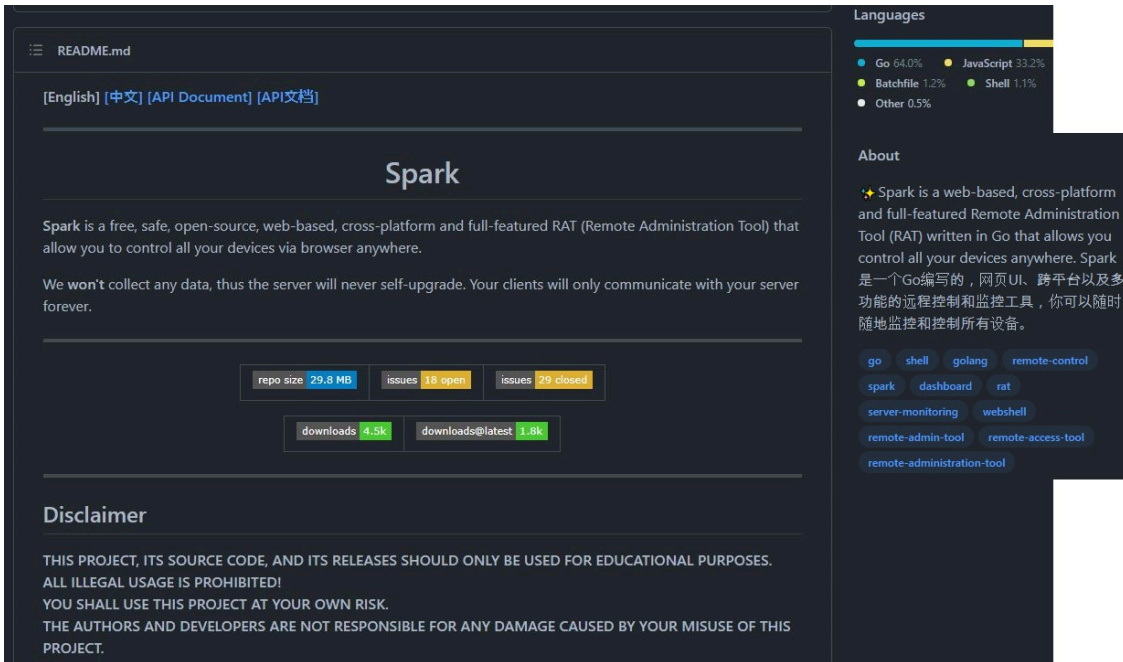 README.md
[English] [中文] [API Document] [API文档]
Spark
Spark is a free, safe, open-source, web-based, cross-platform and full-featured RAT (Remote Administration Tool) that
allow you to control all your devices via browser anywhere.
We won't collect any data, thus the server will never self-upgrade. Your clients will only communicate with your server
forever.
repo size 29.8 MB issues 18 open issues 29 closed
downloads 4.5k downloads@latest 1.8k
Disclaimer
THIS PROJECT, ITS SOURCE CODE, AND ITS RELEASES SHOULD ONLY BE USED FOR EDUCATIONAL PURPOSES.
ALL ILLEGAL USAGE IS PROHIBITED!
YOU SHALL USE THIS PROJECT AT YOUR OWN RISK.
THE AUTHORS AND DEVELOPERS ARE NOT RESPONSIBLE FOR ANY DAMAGE CAUSED BY YOUR MISUSE OF THIS
PROJECT.
Languages
Go 64.0% JavaScript 33.2%
Batchfile 1.2% Shell 1.1%
Other 0.5%
About
✨Spark is a web-based, cross-platform
and full-featured Remote Administration
Tool (RAT) written in Go that allows you
control all your devices anywhere. Spark
是一个Go编写的，网页UI、跨平台以及多
功能的远程控制和监控工具，你可以随时
随地监控和控制所有设备。
go shell golang remote-control
spark dashboard rat
server-monitoring webshell
remote-admin-tool remote-access-tool
remote-administration-tool